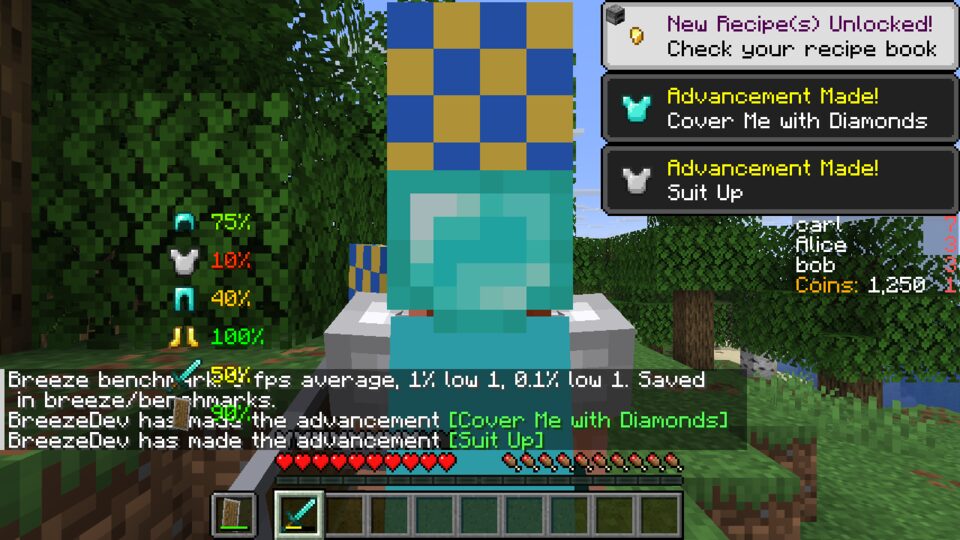 New Recipe(s) Unlocked!
Check your recipe book
Advancement Made!
Cover Me with Diamonds
Advancement Made!
Suit Up
carl
Alice
bob
Coins: 1,250
75%
10%
40%
100%
50%
90%
Breeze benchmark: fps average, 1% low 1, 0.1% low 1. Saved
in breeze/benchmarks.
BreezeDev has made the advancement [Cover Me with Diamonds]
BreezeDev has made the advancement [Suit Up]